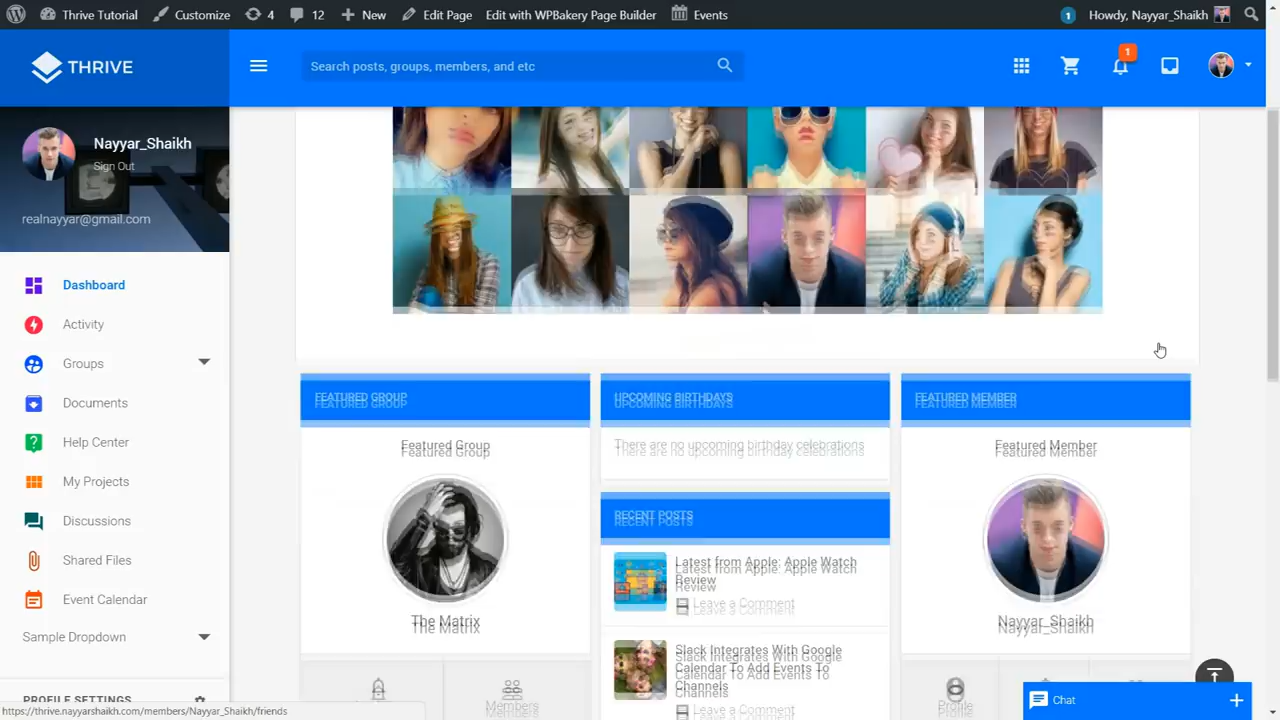 Thrive Tutorial Customize 4 12 New Edit Page Edit with WPBakery Page Builder Events 1 Howdy, Nayyar_Shaikh
THRIVE
Search posts, groups, members, and etc
1
Nayyar_Shaikh
Sign Out
realnayyar@gmail.com
Dashboard
Activity
Groups
Documents
Help Center
My Projects
Discussions
Shared Files
Event Calendar
Sample Dropdown
PROFILE SETTINGS
FEATURED GROUP
Featured Group
The Matrix
Members
UPCOMING BIRTHDAYS
There are no upcoming birthday celebrations
RECENT POSTS
Latest from Apple: Apple Watch
Review
Leave a Comment
Slack Integrates With Google
Calendar To Add Events To
Channels
Leave a Comment
FEATURED MEMBER
Featured Member
Nayyar_Shaikh
Profile
Chat
https://thrive.nayyarshaikh.com/members/Nayyar_Shaikh/friends